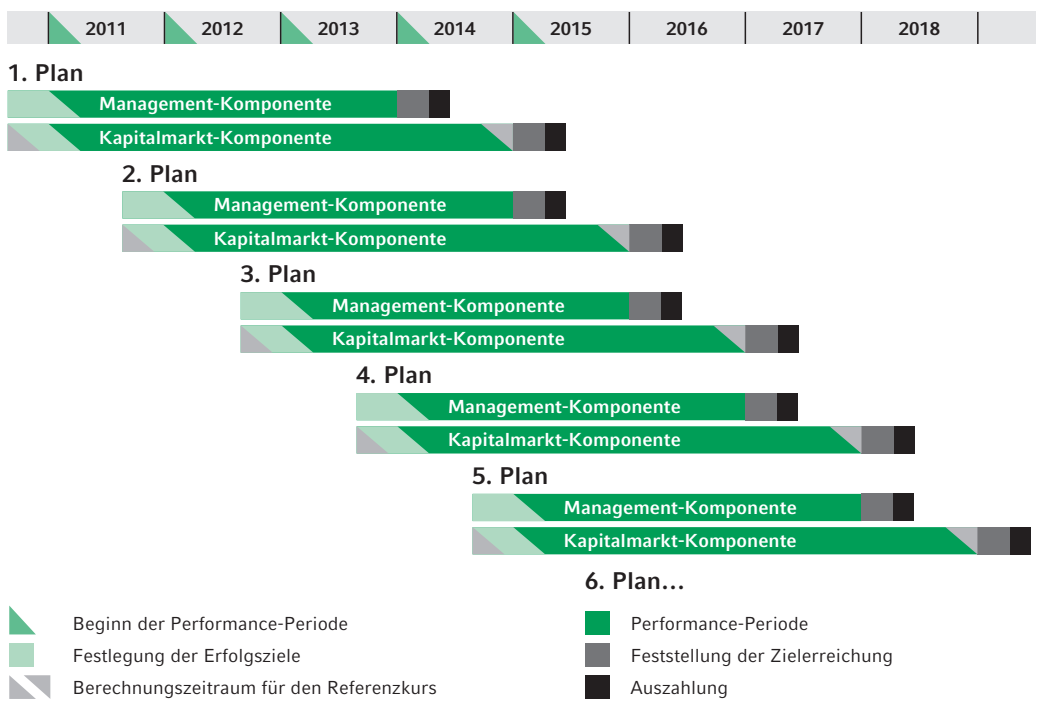 2011 2012 2013 2014 2015 2016 2017 2018
1. Plan
Management-Komponente
Kapitalmarkt-Komponente
2. Plan
Management-Komponente
Kapitalmarkt-Komponente
3. Plan
Management-Komponente
Kapitalmarkt-Komponente
4. Plan
Management-Komponente
Kapitalmarkt-Komponente
5. Plan
Management-Komponente
Kapitalmarkt-Komponente
6. Plan...
Beginn der Performance-Periode
Festlegung der Erfolgsziele
Berechnungszeitraum für den Referenzkurs
Performance-Periode
Feststellung der Zielerreichung
Auszahlung